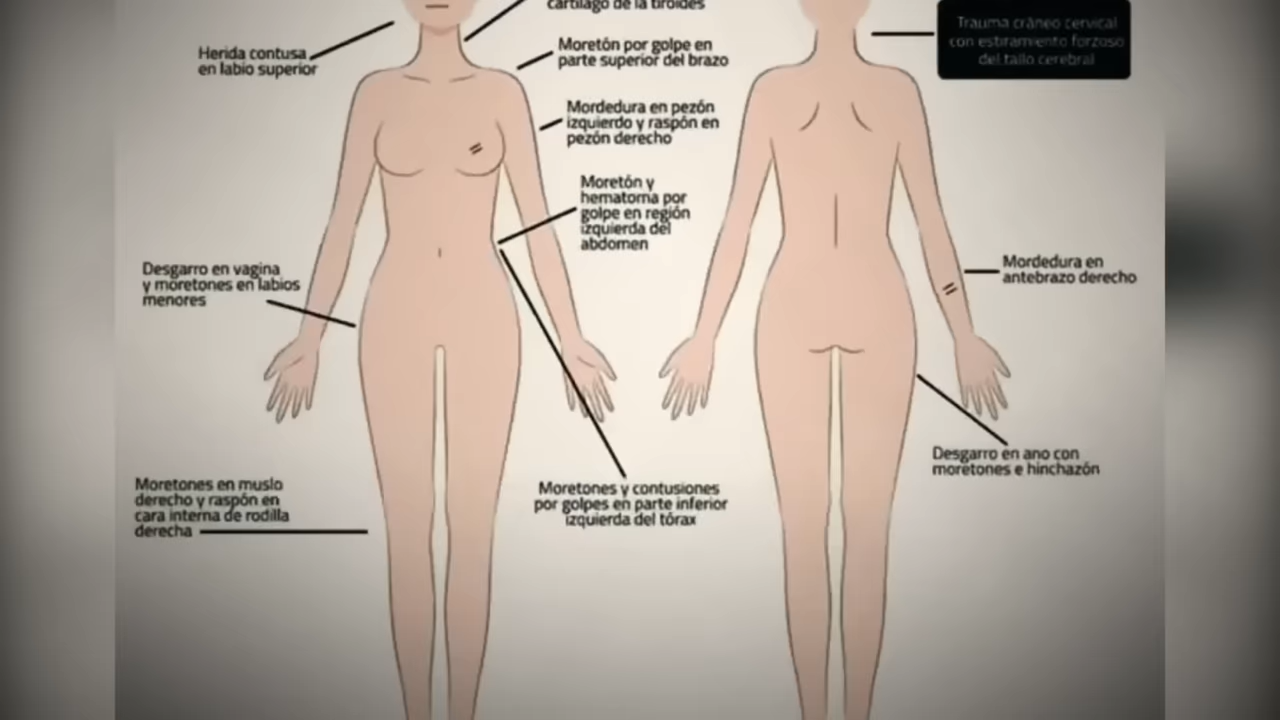 cartílago de la tiroides
Herida contusa
en labio superior
Moretón por golpe en
parte superior del brazo
Mordedura en pezón
izquierdo y raspón en
pezón derecho
Moretón y
hematoma por
golpe en región
izquierda del
abdomen
Desgarro en vagina
y moretones en labios
menores
Moretones en muslo
derecho y raspón en
cara interna de rodilla
derecha
Moretones y contusiones
por golpes en parte inferior
izquierda del tórax
Trauma cráneo cervical
con estiramiento forzoso
del tallo cerebral
Mordedura en
antebrazo derecho
Desgarro en ano con
moretones e hinchazón